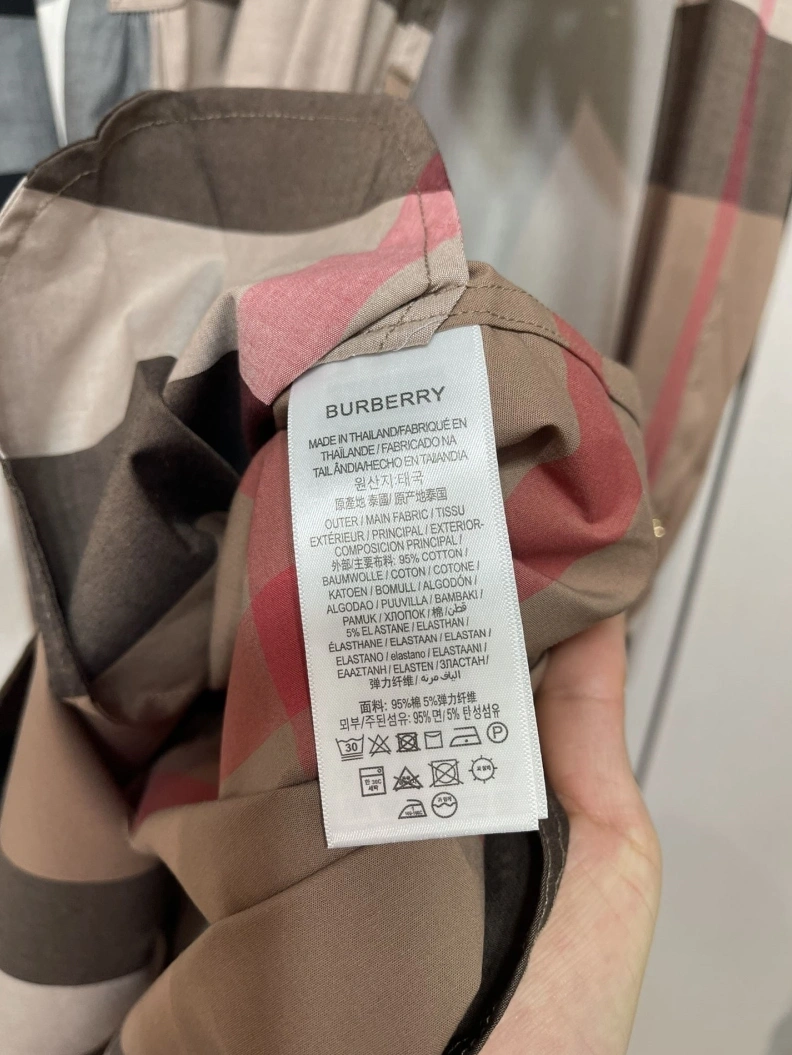 BURBERRY
MADE IN THAILAND/FABRIQUÉ EN
THAÏLANDE / FABRICADO NA
TAILÂNDIA/HECHO EN TAILANDIA
원산지:태국
原產地 泰國/ 原产地泰国
OUTER / MAIN FABRIC / TISSU
EXTÉRIEUR / PRINCIPAL / EXTERIOR-
COMPOSICION PRINCIPAL /
外部/主要布料: 95% COTTON /
BAUMWOLLE / COTON / COTONE /
KATOEN / BOMULL / ALGODÓN /
ALGODAO / PUUVILLA / ΒΑΜΒΑΚΙ /
PAMUK / ХЛОПОК / 棉 / قطن/
5% ELASTANE / ELASTHAN /
ÉLASTHANE / ELASTAAN / ELASTAN /
ELASTANO / elastano / ELASTAANI /
ΕΛΑΣΤΑΝΗ / ELASTEN / ЭЛАСТАН /
弹力纤维 / الياف مرنه /
面料: 95%棉 5%弹力纤维
외부/주된섬유: 95% 면/ 5% 탄성섬유
30 P